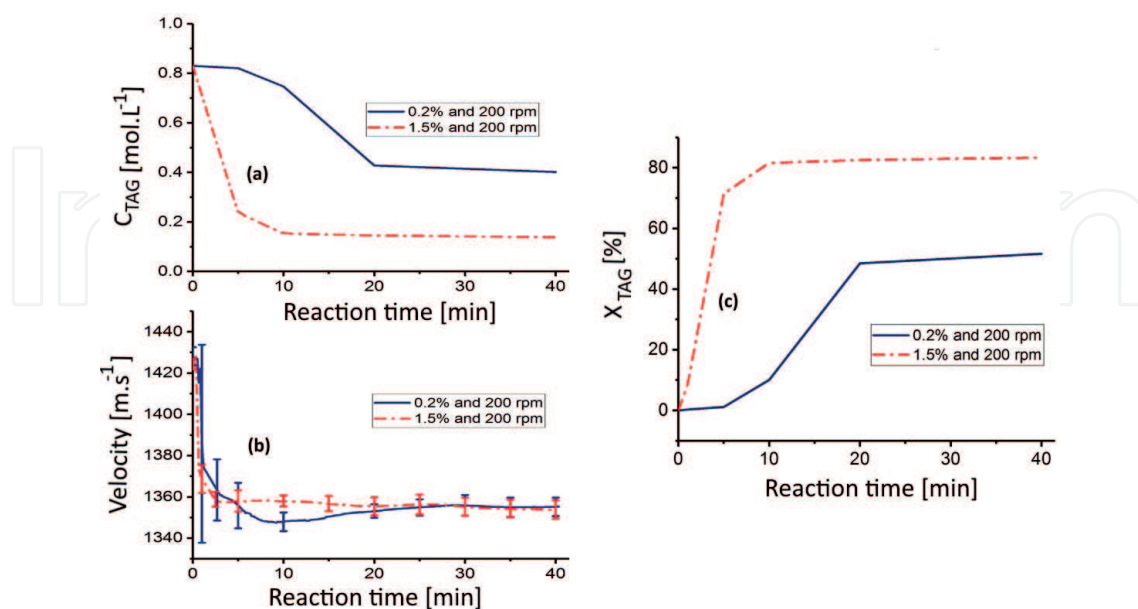 1.0
0.8
0.6
0.4
0.2
0.0
C_TAG [mol.L⁻¹]
0.2% and 200 rpm
1.5% and 200 rpm
(a)
0 5 10 15 20 25 30 35 40
Reaction time [min]
1440
1420
1400
1380
1360
1340
Velocity [m.s⁻¹]
0.2% and 200 rpm
1.5% and 200 rpm
(b)
0 10 20 30 40
Reaction time [min]
80
60
40
20
0
X_TAG [%]
(c)
0.2% and 200 rpm
1.5% and 200 rpm
0 10 20 30 40
Reaction time [min]